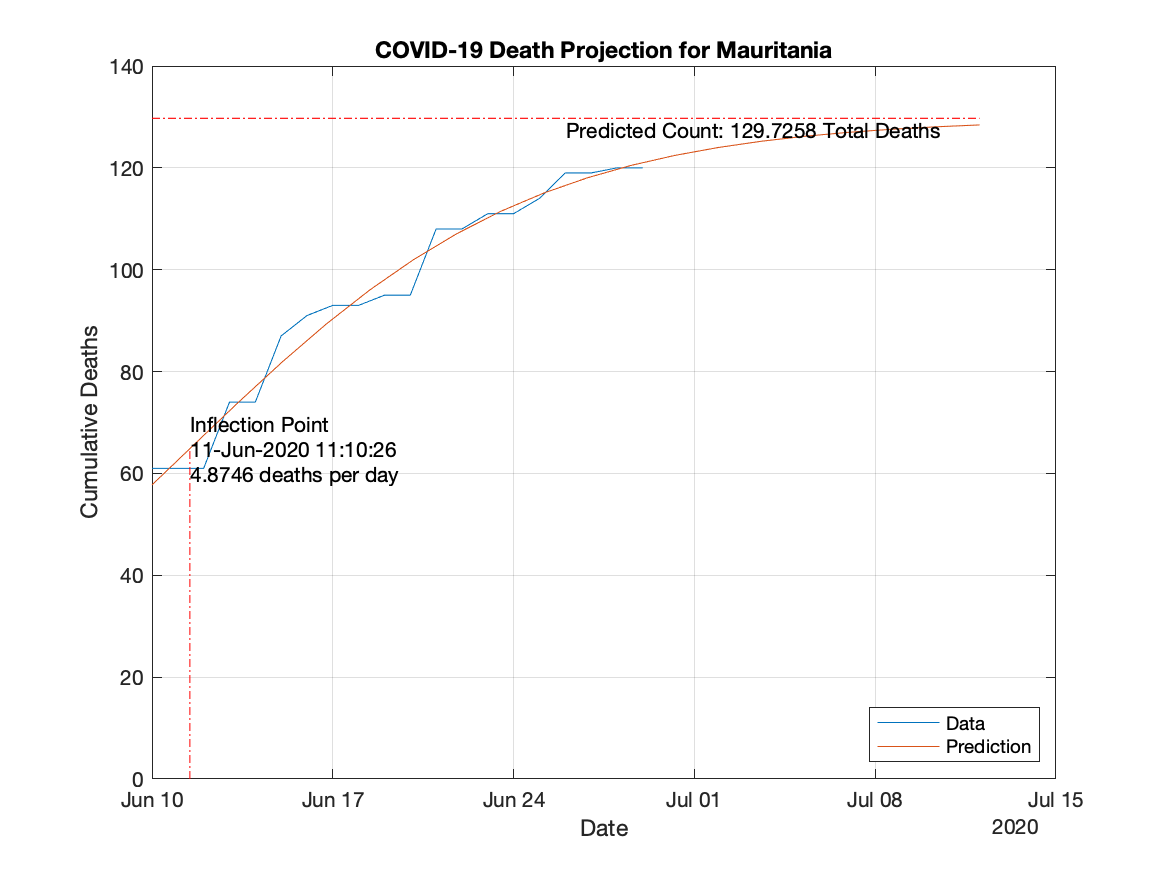 COVID-19 Death Projection for Mauritania
140
Predicted Count: 129.7258 Total Deaths
120
100
80
Inflection Point
11-Jun-2020 11:10:26
4.8746 deaths per day
60
40
20
0
Cumulative Deaths
Data
Prediction
Jun 10 Jun 17 Jun 24 Jul 01 Jul 08 Jul 15
Date
2020